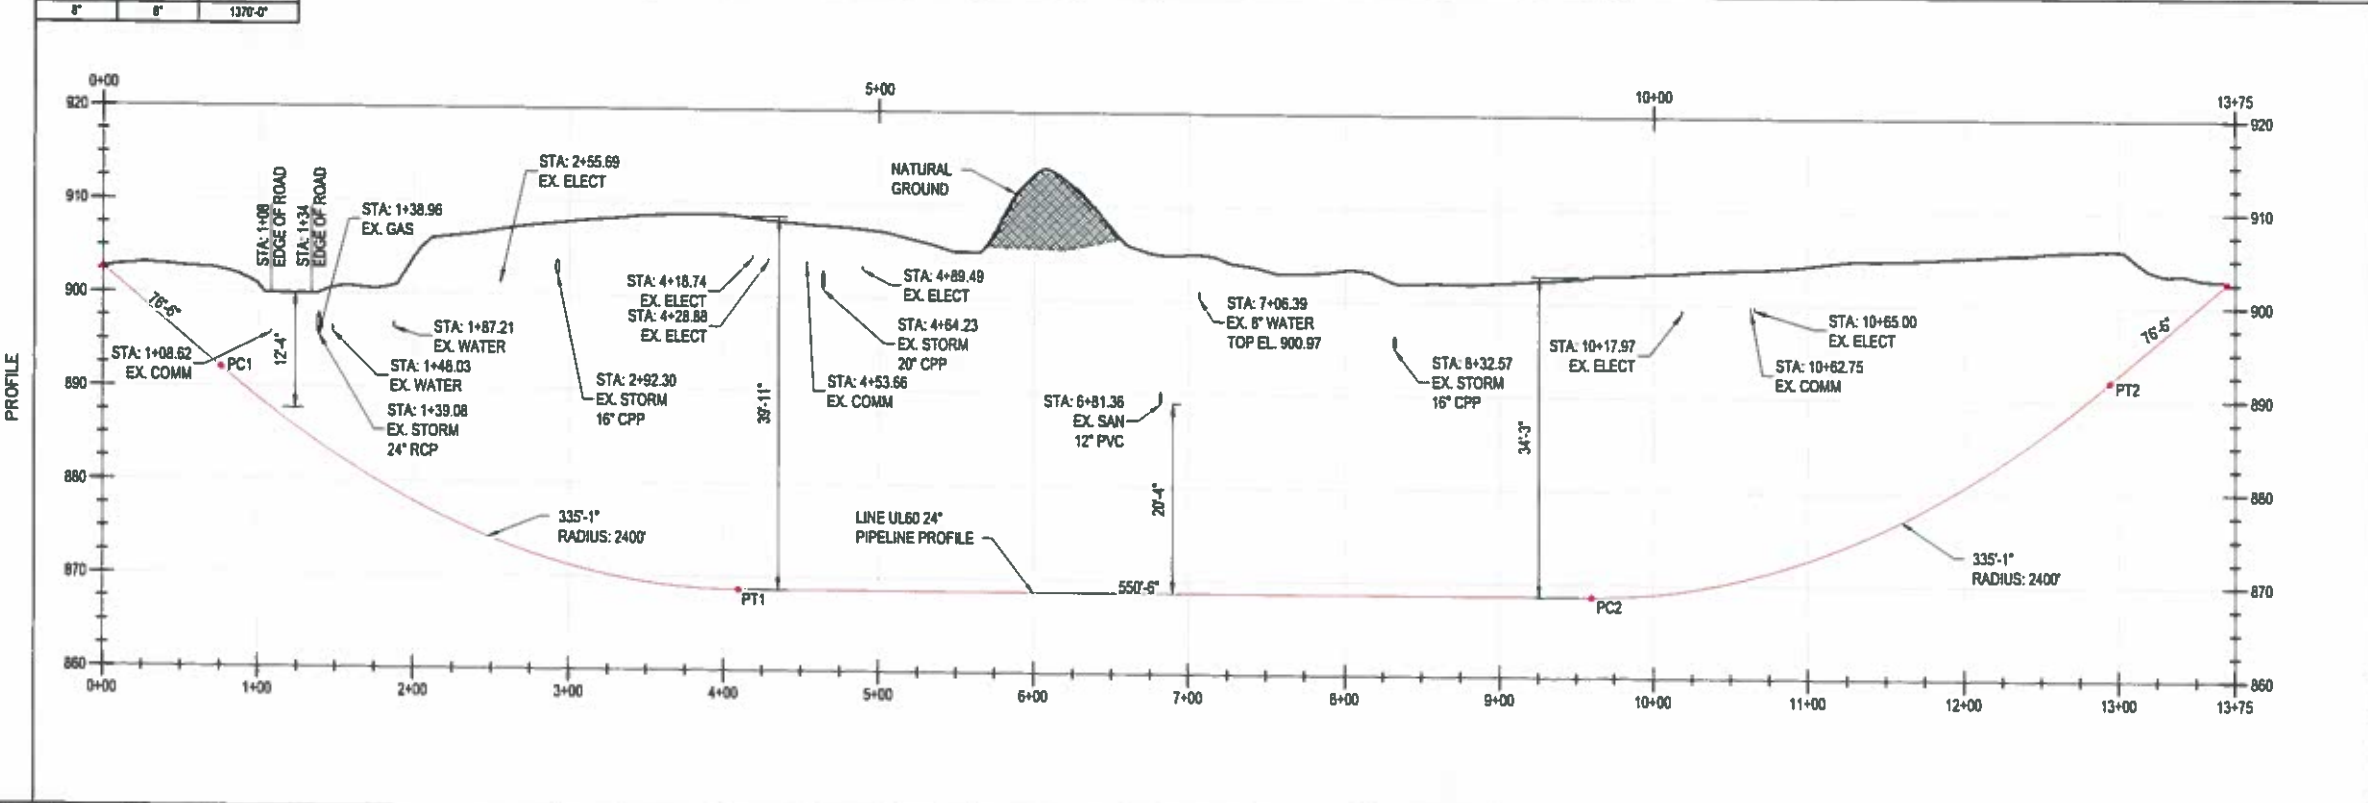 8" 8" 1370'-0"
0+00
5+00
10+00
13+75
920
910
900
890
880
870
860
920
910
900
890
880
870
860
PROFILE
STA: 1+08
EDGE OF ROAD
STA: 1+34
EDGE OF ROAD
STA: 1+38.96
EX. GAS
STA: 2+55.69
EX. ELECT
NATURAL
GROUND
76'-6"
PC1
STA: 1+08.62
EX. COMM
12'-4"
STA: 1+87.21
EX. WATER
STA: 1+48.03
EX. WATER
STA: 1+39.08
EX. STORM
24" RCP
STA: 2+92.30
EX. STORM
16" CPP
STA: 4+18.74
EX. ELECT
STA: 4+28.88
EX. ELECT
39'-11"
STA: 4+89.49
EX. ELECT
STA: 4+64.23
EX. STORM
20" CPP
STA: 4+53.66
EX. COMM
STA: 6+81.36
EX. SAN
12" PVC
20'-4"
STA: 7+06.39
EX. 8" WATER
TOP EL. 900.97
STA: 8+32.57
EX. STORM
16" CPP
34'-3"
STA: 10+17.97
EX. ELECT
STA: 10+65.00
EX. ELECT
STA: 10+62.75
EX. COMM
76'-6"
PT2
335'-1"
RADIUS: 2400'
LINE UL60 24"
PIPELINE PROFILE
550'-6"
335'-1"
RADIUS: 2400'
PT1
PC2
0+00
1+00
2+00
3+00
4+00
5+00
6+00
7+00
8+00
9+00
10+00
11+00
12+00
13+00
13+75